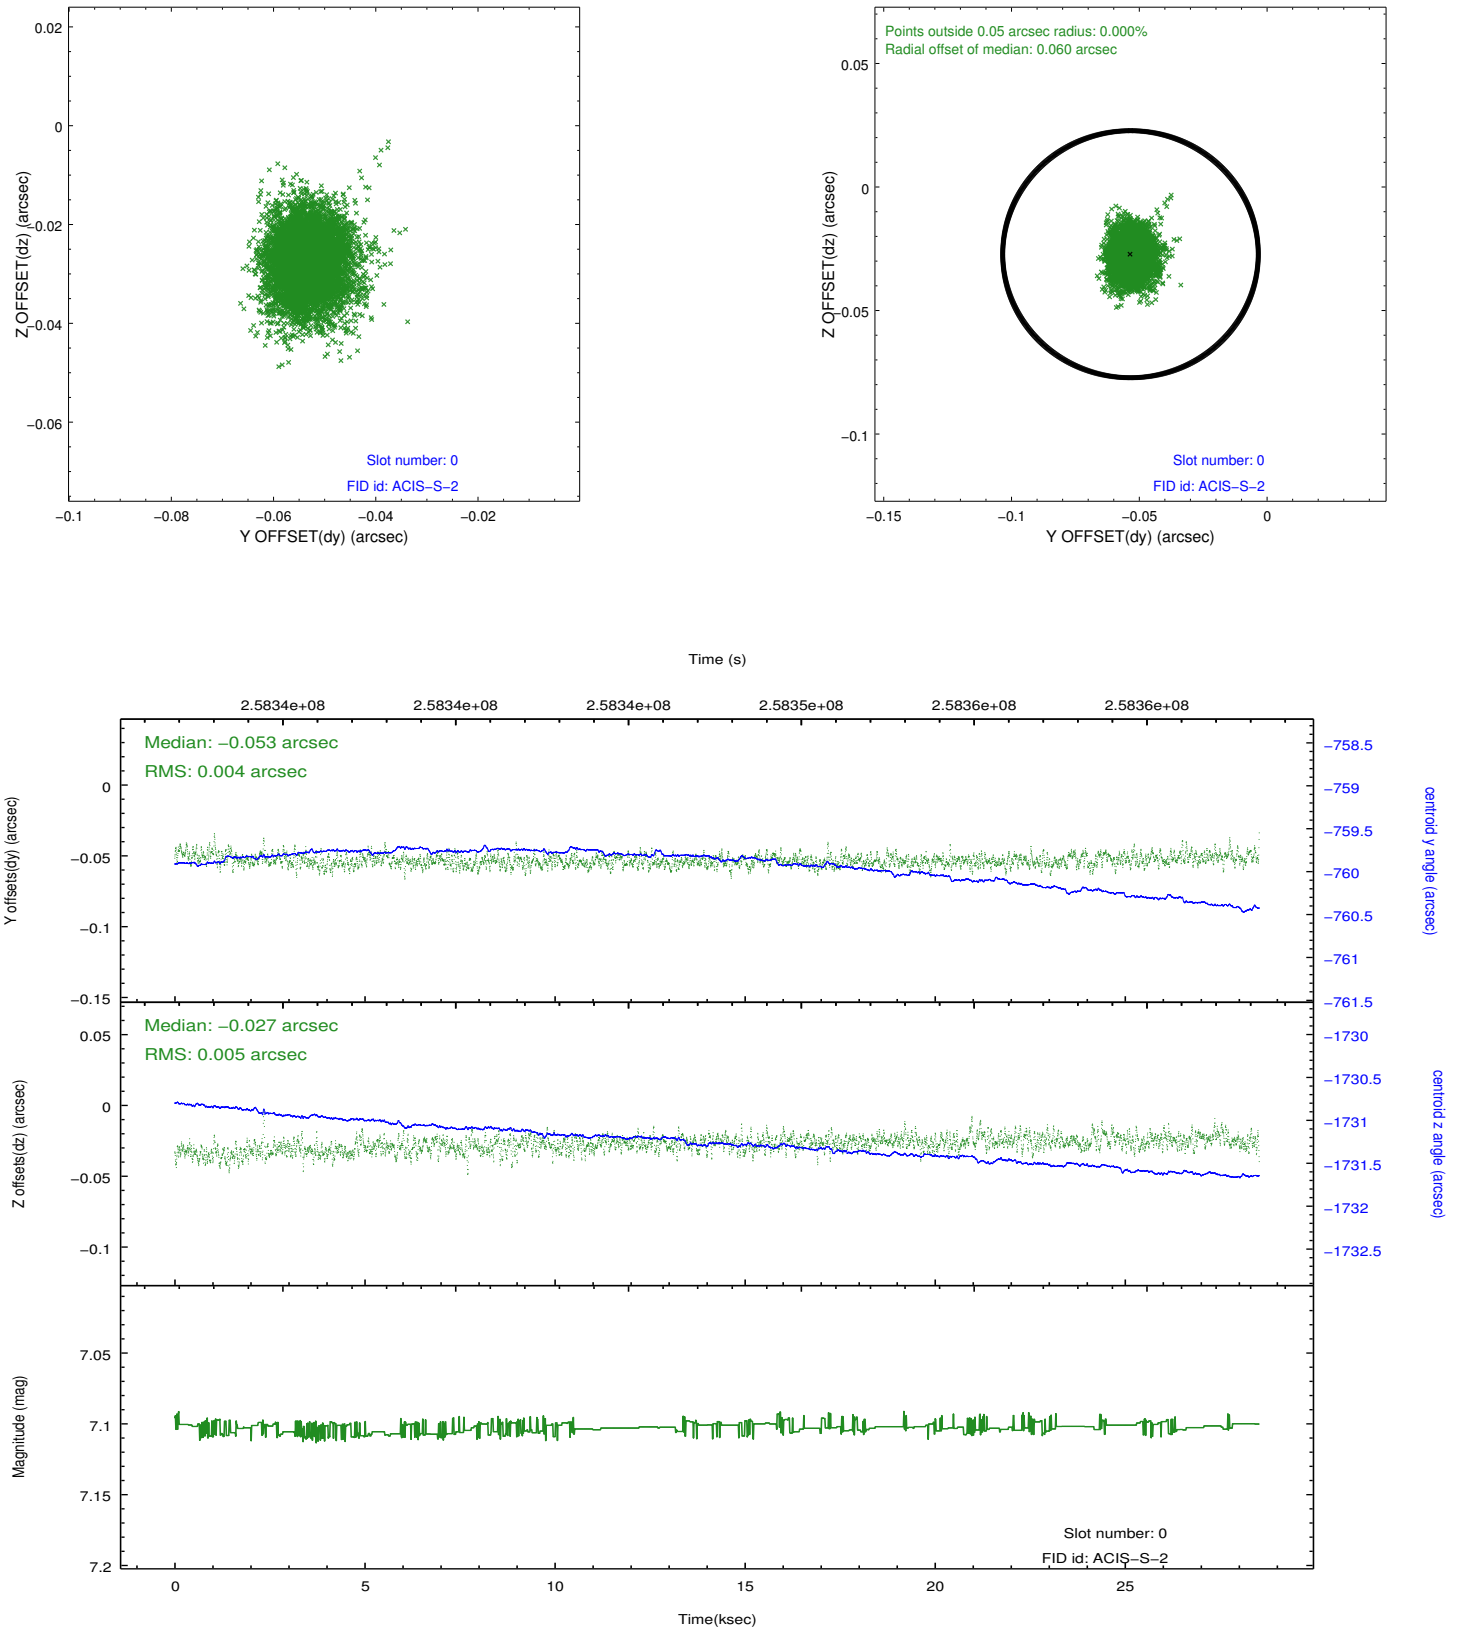 0.02
0
−0.02
−0.04
−0.06
Z OFFSET(dz) (arcsec)
Slot number: 0
FID id: ACIS−S−2
−0.1
−0.08
−0.06
−0.04
−0.02
Y OFFSET(dy) (arcsec)
Points outside 0.05 arcsec radius: 0.000%
Radial offset of median: 0.060 arcsec
0.05
0
−0.05
−0.1
Z OFFSET(dz) (arcsec)
Slot number: 0
FID id: ACIS−S−2
−0.15
−0.1
−0.05
0
Y OFFSET(dy) (arcsec)
Time (s)
2.5834e+08
2.5834e+08
2.5834e+08
2.5835e+08
2.5836e+08
2.5836e+08
Median: −0.053 arcsec
RMS: 0.004 arcsec
0
−0.05
−0.1
−0.15
Y offsets(dy) (arcsec)
−758.5
−759
−759.5
−760
−760.5
−761
−761.5
centroid y angle (arcsec)
Median: −0.027 arcsec
RMS: 0.005 arcsec
0.05
0
−0.05
−0.1
Z offsets(dz) (arcsec)
−1730
−1730.5
−1731
−1731.5
−1732
−1732.5
centroid z angle (arcsec)
7.05
7.1
7.15
7.2
Magnitude (mag)
Slot number: 0
FID id: ACIS−S−2
0
5
10
15
20
25
Time(ksec)